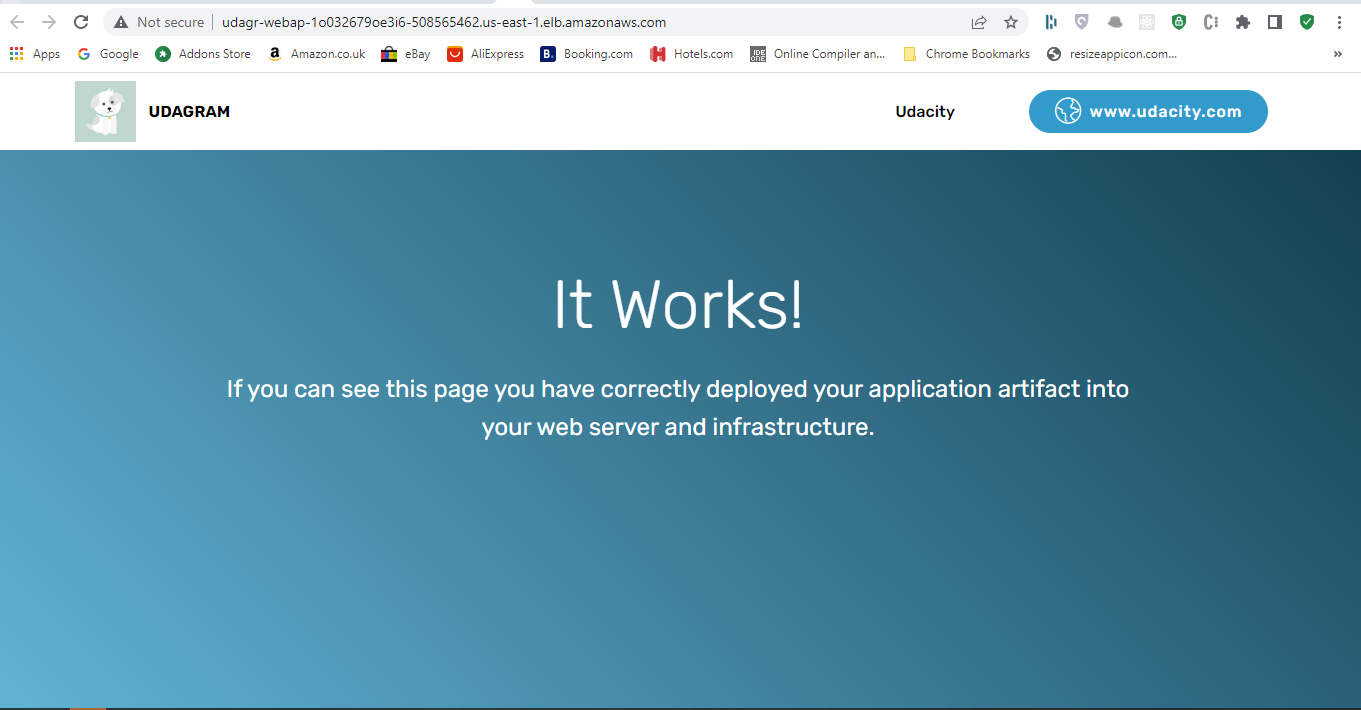 Not secure | udagr-webap-1o032679oe3i6-508565462.us-east-1.elb.amazonaws.com
Apps Google Addons Store Amazon.co.uk eBay AliExpress B. Booking.com Hotels.com IDE ONE Online Compiler an... Chrome Bookmarks resizeappicon.com... »
UDAGRAM Udacity www.udacity.com
It Works!
If you can see this page you have correctly deployed your application artifact into
your web server and infrastructure.